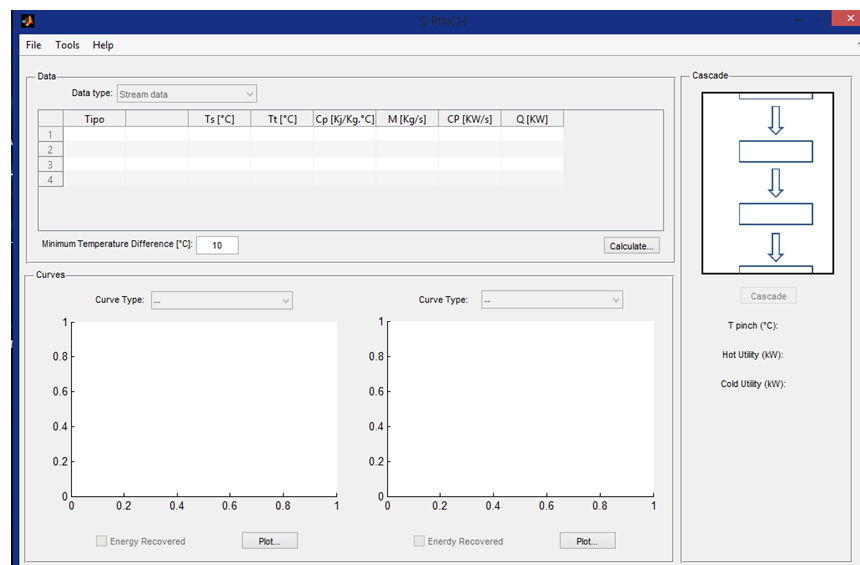 S-PINCH
File Tools Help
Data
Data type: Stream data
Tipo Ts [°C] Tt [°C] Cp [Kj/Kg.°C] M [Kg/s] CP [KW/s] Q [KW]
1
2
3
4
Minimum Temperature Difference [°C]: 10
Calculate...
Curves
Curve Type: --
1
0.8
0.6
0.4
0.2
0
0 0.2 0.4 0.6 0.8 1
Energy Recovered
Plot...
Curve Type: --
1
0.8
0.6
0.4
0.2
0
0 0.2 0.4 0.6 0.8 1
Enerdy Recovered
Plot...
Cascade
Cascade
T pinch (°C):
Hot Utility (kW):
Cold Utility (kW):